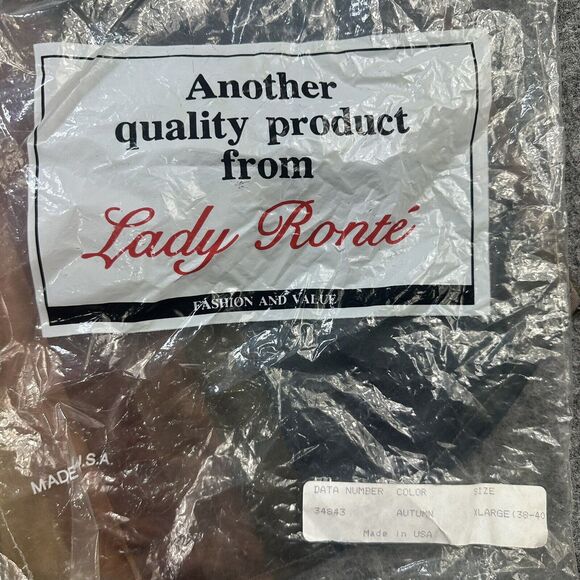 Another
quality product
from
Lady Ronté
FASHION AND VALUE
MADE U.S.A.
DATA NUMBER COLOR SIZE
34843 AUTUMN XLARGE(38-40
Made in USA